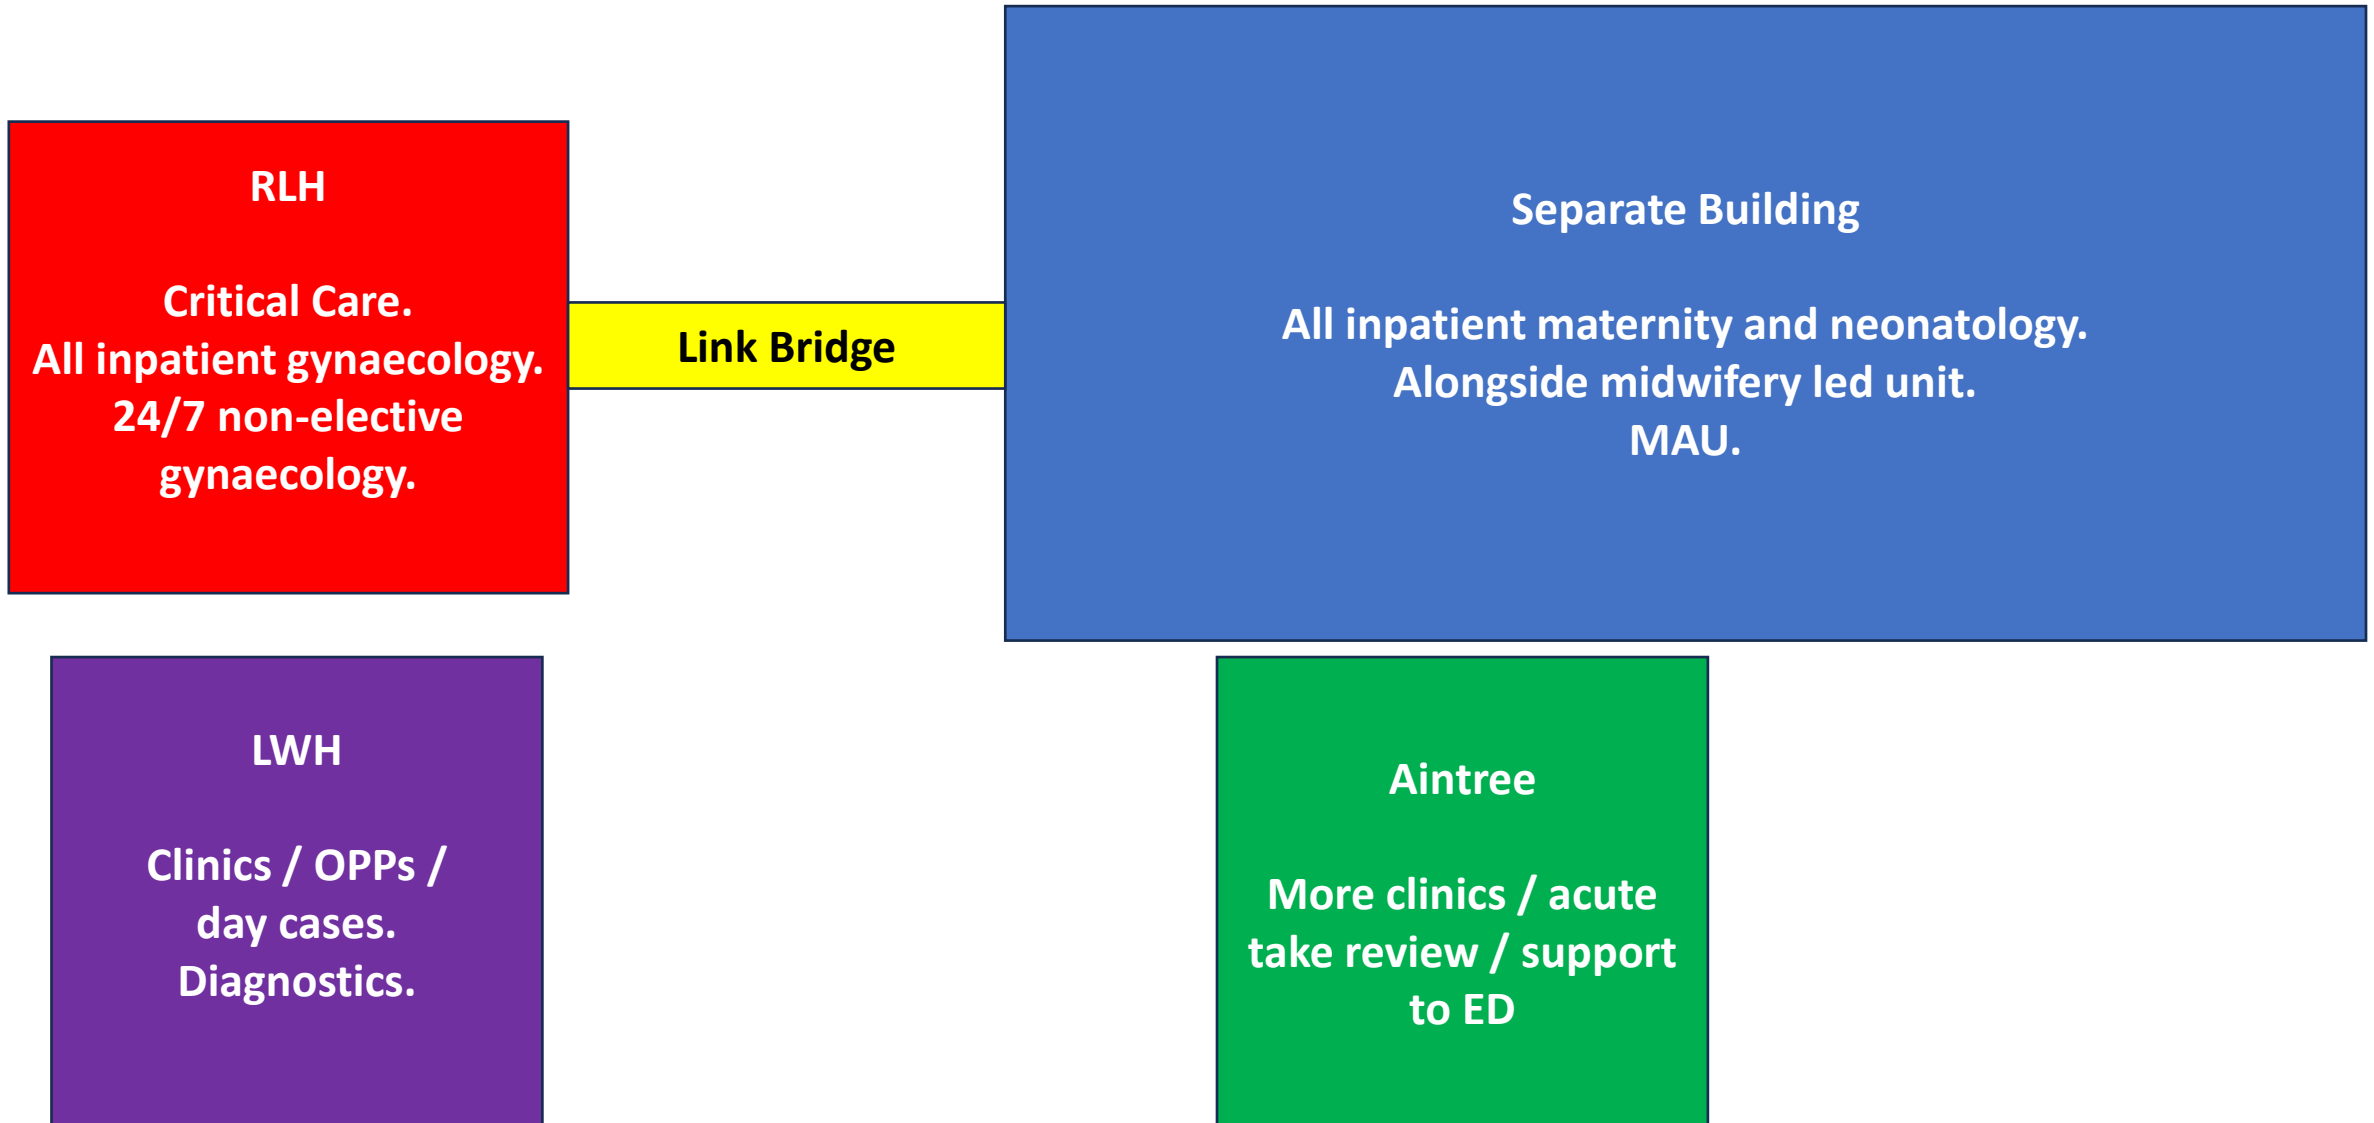 RLH
Critical Care.
All inpatient gynaecology.
24/7 non-elective
gynaecology.
Link Bridge
Separate Building
All inpatient maternity and neonatology.
Alongside midwifery led unit.
MAU.
LWH
Clinics / OPPs /
day cases.
Diagnostics.
Aintree
More clinics / acute
take review / support
to ED